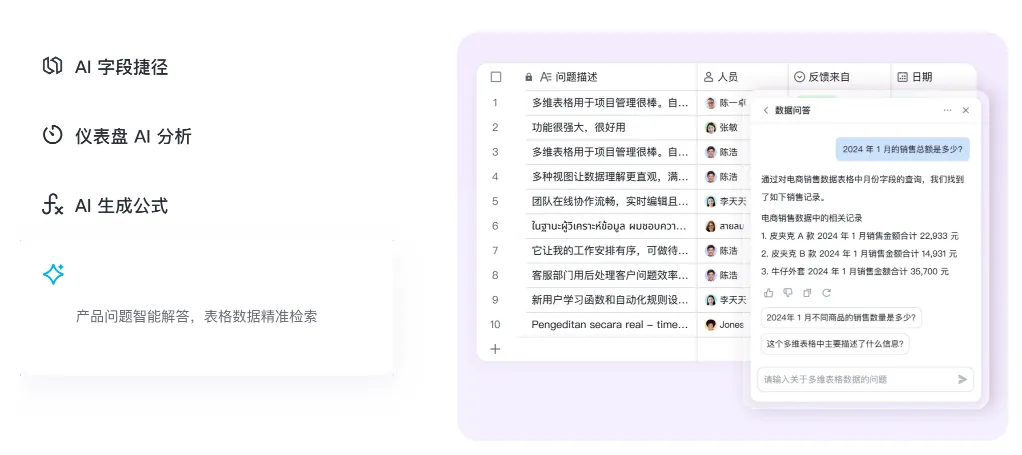 AI 字段捷径
仪表盘 AI 分析
AI 生成公式
产品问题智能解答，表格数据精准检索
问题描述 人员 反馈来自 日期
1 多维表格用于项目管理很棒。自... 陈一卓
2 功能很强大，很好用 张敏
3 多维表格用于项目管理很棒。自... 陈浩
4 多种视图让数据理解更直观，满... 陈浩
5 团队在线协作流畅，实时编辑且... 李天天
6 ในฐานะผู้วิเคราะห์ข้อมูล ผมชอบความ... สายลม
7 它让我的工作安排有序，可做待... 陈浩
8 客服部门用后处理客户问题效率... 陈浩
9 新用户学习函数和自动化规则设... 李天天
10 Pengeditan secara real - time... Jones
数据问答
2024 年 1 月的销售总额是多少?
通过对电商销售数据表格中月份字段的查询，我们找到
了如下销售记录。
电商销售数据中的相关记录
1. 皮夹克 A 款 2024 年 1 月销售金额合计 22,933 元
2. 皮夹克 B 款 2024 年 1 月销售金额合计 14,931 元
3. 牛仔外套 2024 年 1 月销售金额合计 35,700 元
2024年 1 月不同商品的销售数量是多少?
这个多维表格中主要描述了什么信息?
请输入关于多维表格数据的问题